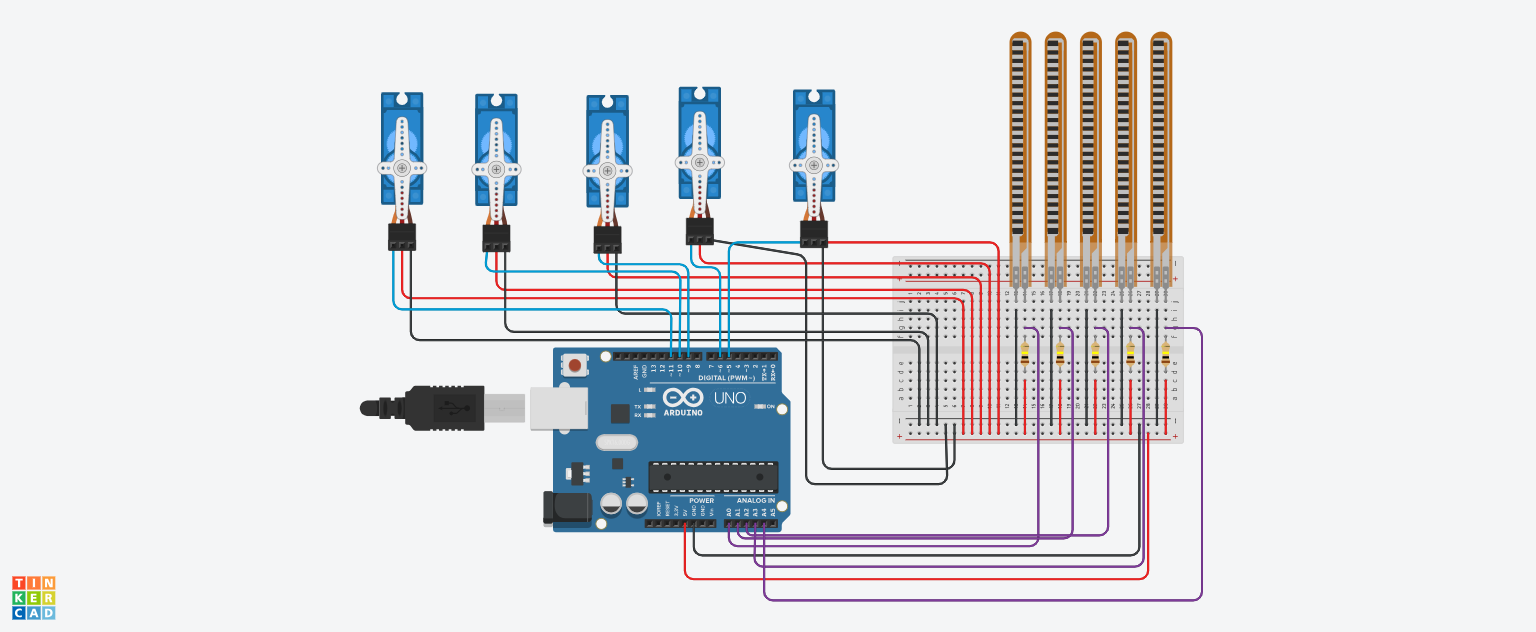 AREF
GND
13
12
~11
~10
~9
8
7
~6
~5
4
~3
2
TX→1
RX←0
DIGITAL (PWM~)
L
TX
RX
ARDUINO
UNO
ON
POWER
ANALOG IN
IOREF
RESET
3.3V
5V
GND
GND
Vin
A0
A1
A2
A3
A4
A5
TIN
KER
CAD